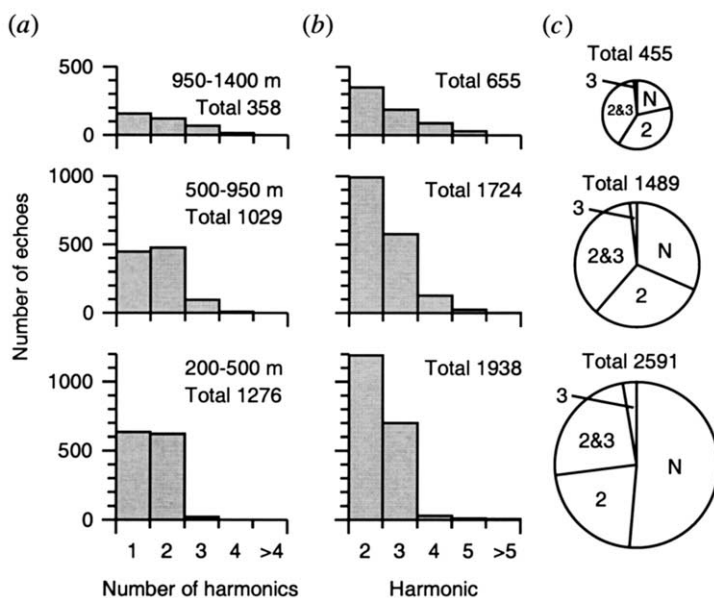 (a)
(b)
(c)
Number of echoes
500
0
950-1400 m
Total 358
Total 655
Total 455
3
N
2&3
2
1000
500
0
500-950 m
Total 1029
Total 1724
Total 1489
3
2&3
N
2
1000
500
0
200-500 m
Total 1276
Total 1938
Total 2591
3
2&3
N
2
1 2 3 4 >4
2 3 4 5 >5
Number of harmonics
Harmonic